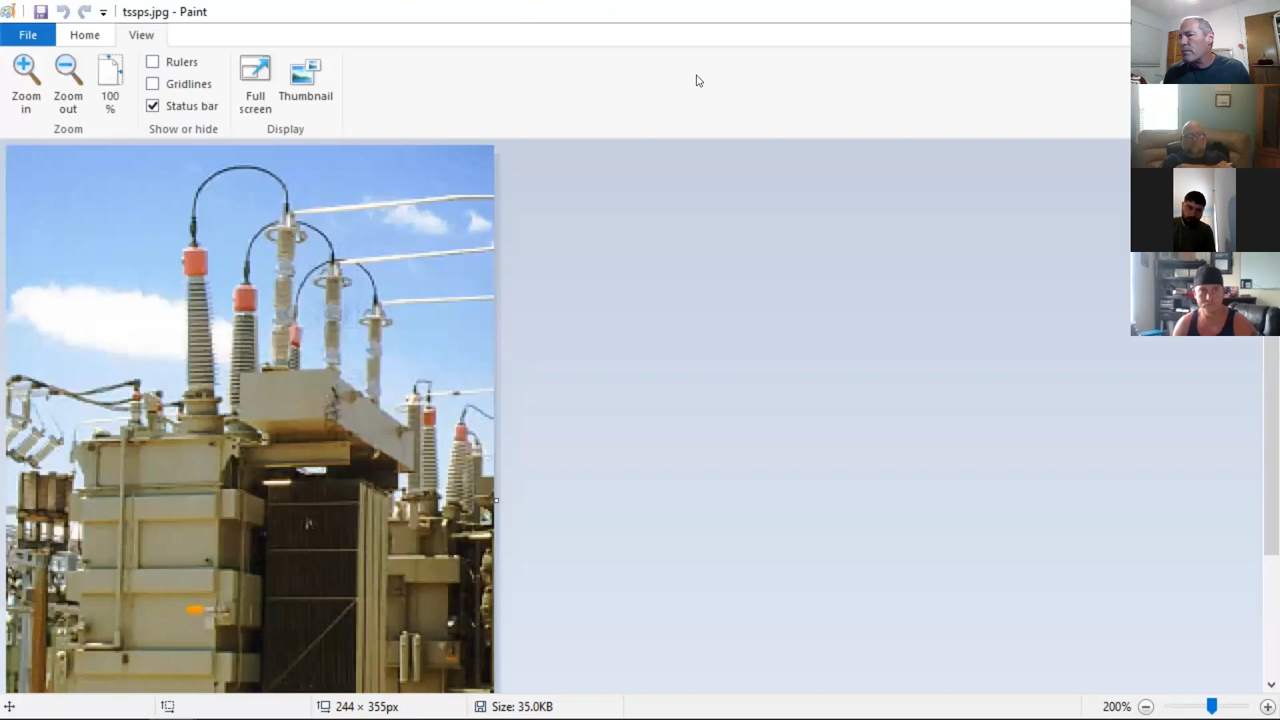 tssps.jpg - Paint
File Home View
Zoom in
Zoom out
100 %
Rulers
Gridlines
Status bar
Full screen
Thumbnail
Zoom
Show or hide
Display
244 × 355px
Size: 35.0KB
200%